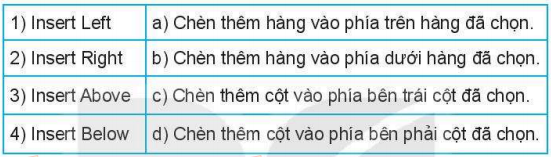 1) Insert Left a) Chèn thêm hàng vào phía trên hàng đã chọn.
2) Insert Right b) Chèn thêm hàng vào phía dưới hàng đã chọn.
3) Insert Above c) Chèn thêm cột vào phía bên trái cột đã chọn.
4) Insert Below d) Chèn thêm cột vào phía bên phải cột đã chọn.